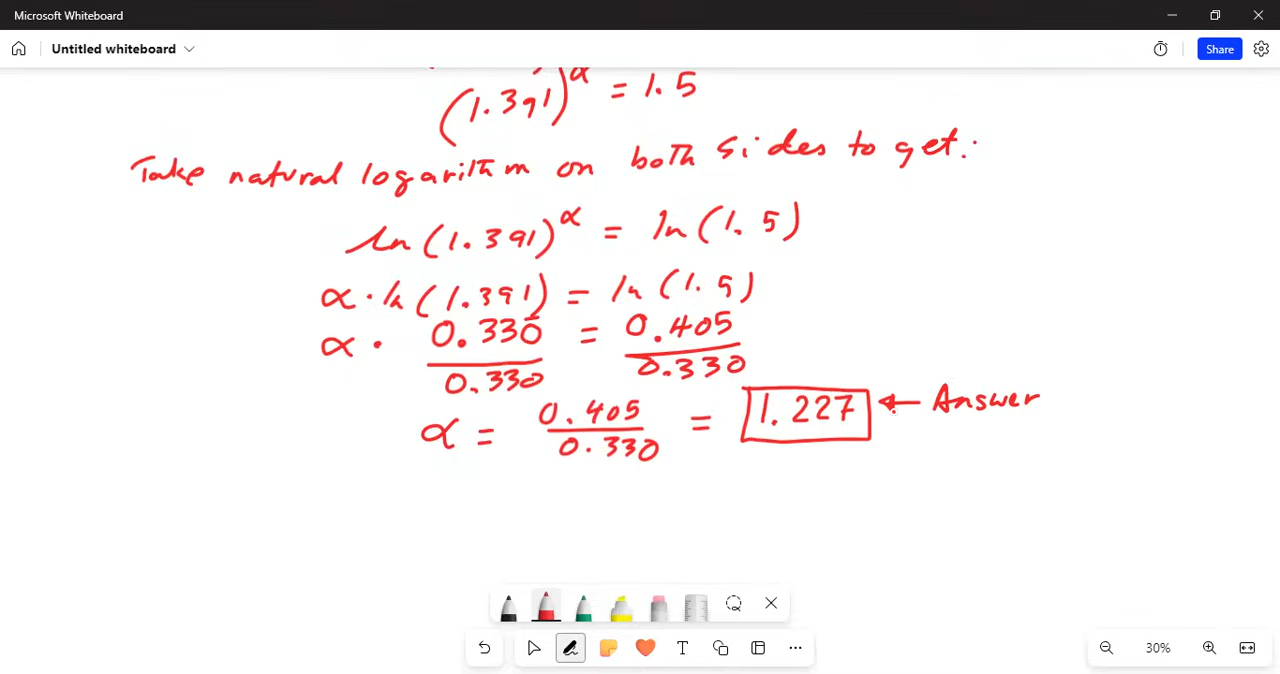 Microsoft Whiteboard
Untitled whiteboard
Share
(1.391)^α = 1.5
Take natural logarithm on both sides to get:
ln(1.391)^α = ln(1.5)
α·ln(1.391) = ln(1.5)
α· 0.330/0.330 = 0.405/0.330
α = 0.405/0.330 = 1.227 ← Answer
30%